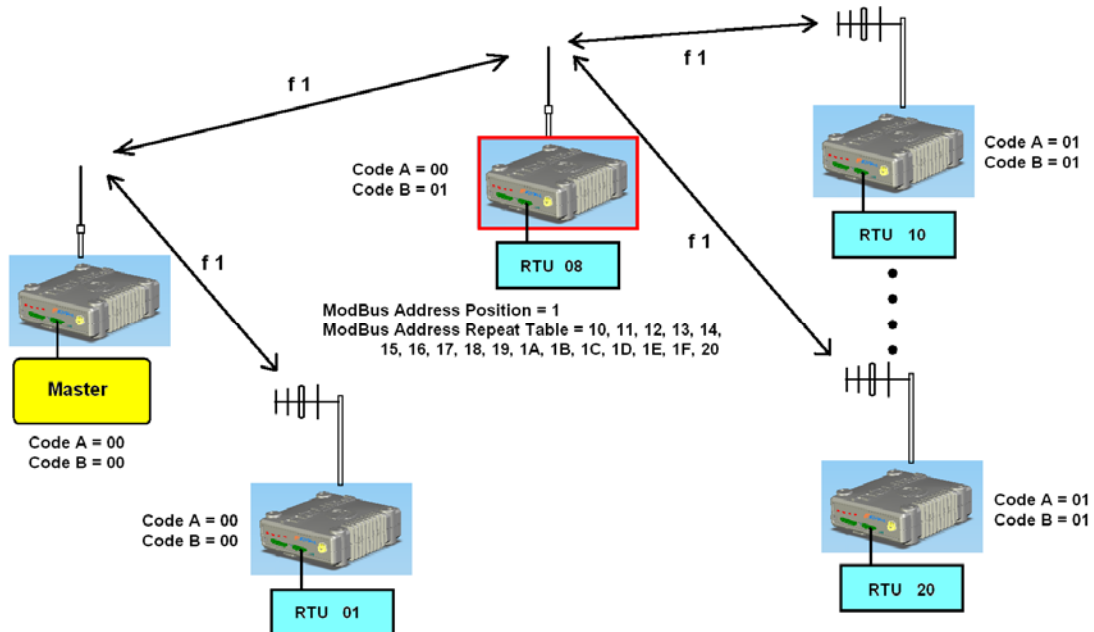 f 1
f 1
Code A = 01
Code B = 01
Code A = 00
Code B = 01
RTU 10
f 1
f 1
RTU 08
ModBus Address Position = 1
ModBus Address Repeat Table = 10, 11, 12, 13, 14,
15, 16, 17, 18, 19, 1A, 1B, 1C, 1D, 1E, 1F, 20
Master
Code A = 00
Code B = 00
Code A = 00
Code B = 00
Code A = 01
Code B = 01
RTU 20
RTU 01